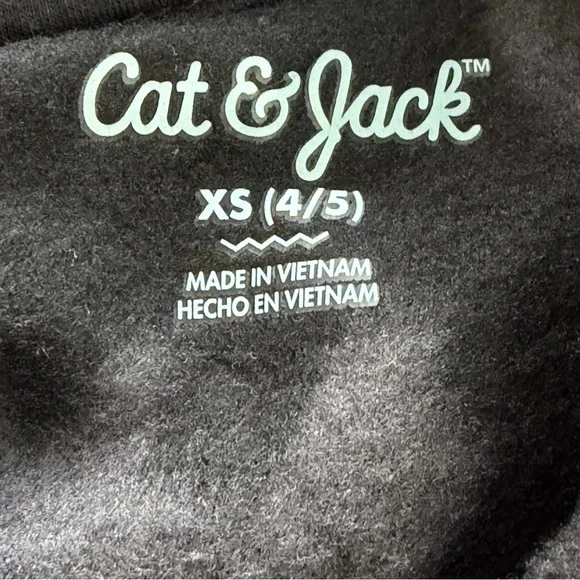 Cat & Jack™
XS (4/5)
MADE IN VIETNAM
HECHO EN VIETNAM